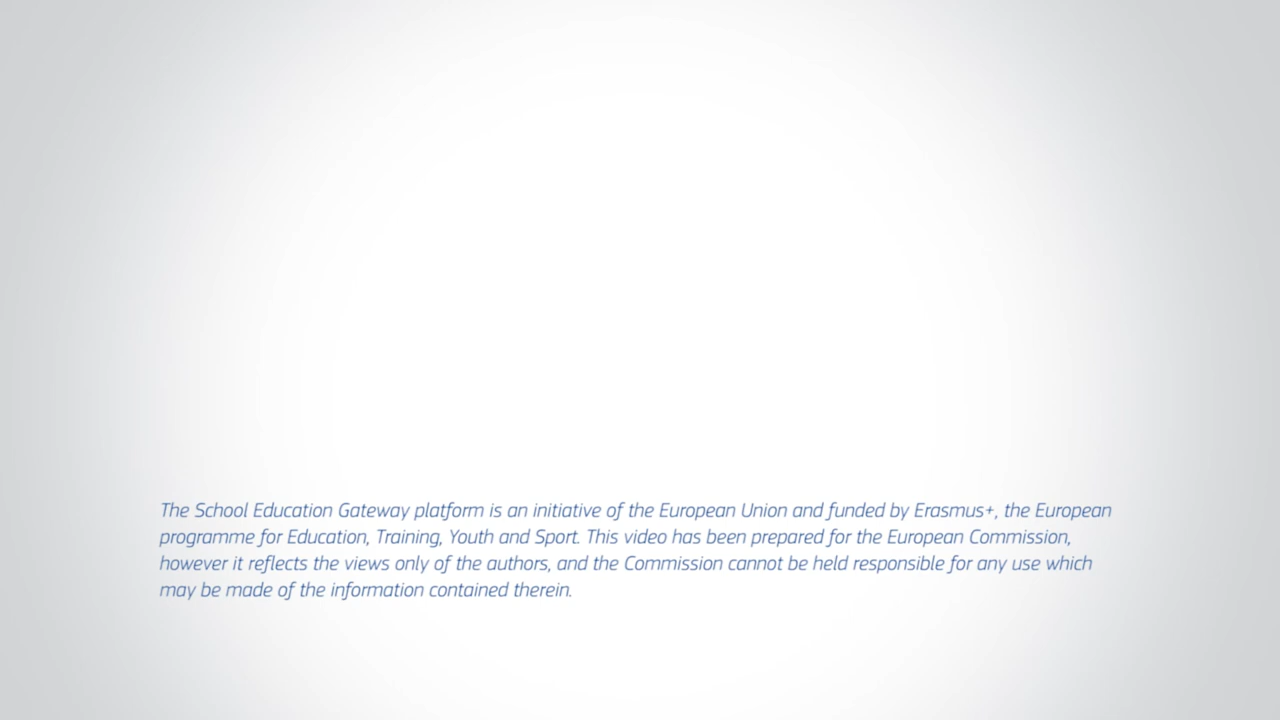 The School Education Gateway platform is an initiative of the European Union and funded by Erasmus+, the European
programme for Education, Training, Youth and Sport. This video has been prepared for the European Commission,
however it reflects the views only of the authors, and the Commission cannot be held responsible for any use which
may be made of the information contained therein.